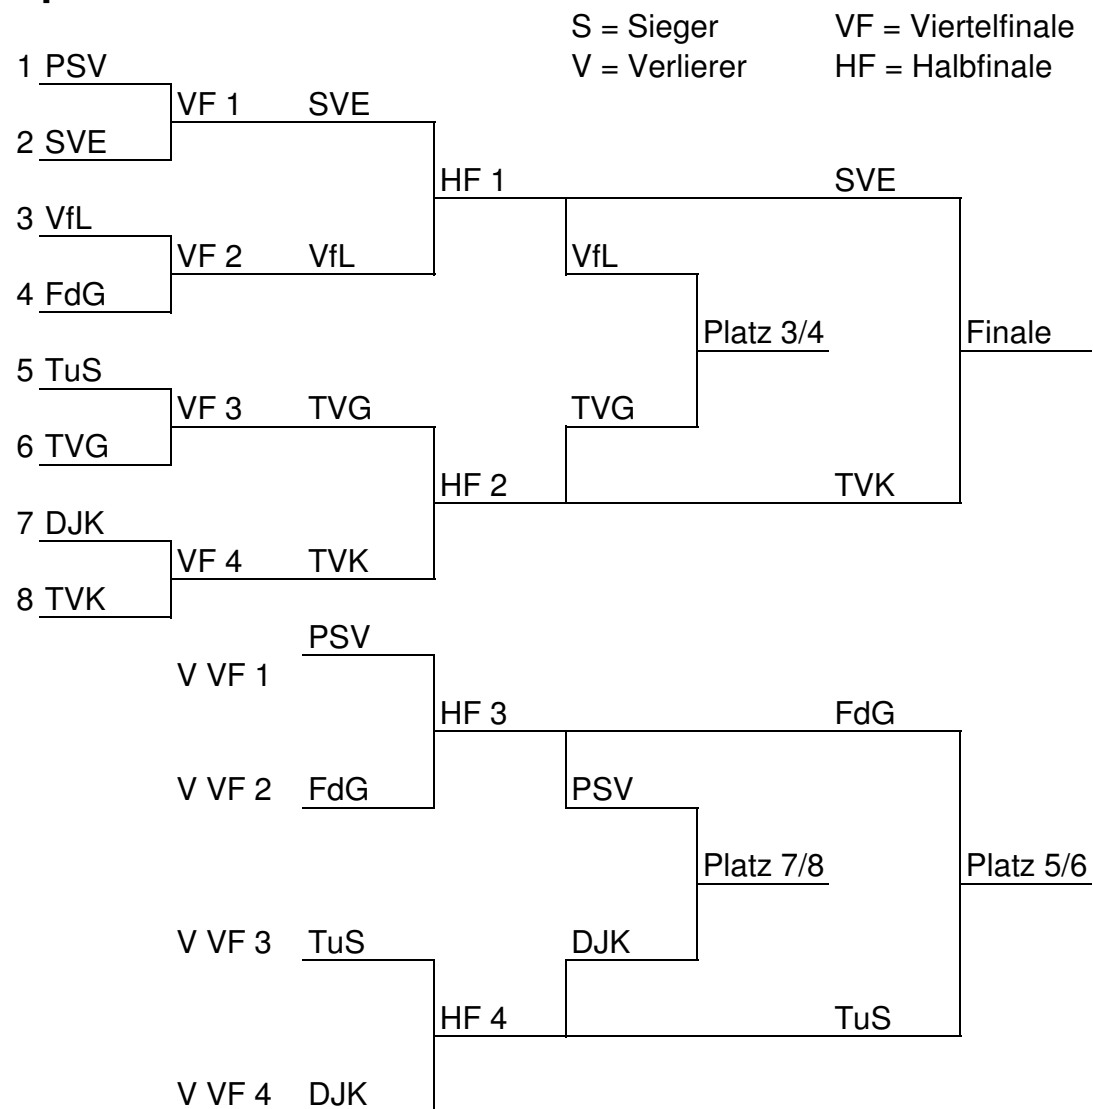 S = Sieger VF = Viertelfinale
1 PSV V = Verlierer HF = Halbfinale
VF 1 SVE
2 SVE
HF 1 SVE
3 VfL
VF 2 VfL VfL
4 FdG
Platz 3/4 Finale
5 TuS
VF 3 TVG TVG
6 TVG
HF 2 TVK
7 DJK
VF 4 TVK
8 TVK
PSV
V VF 1
HF 3 FdG
V VF 2 FdG PSV
Platz 7/8 Platz 5/6
V VF 3 TuS DJK
HF 4 TuS
V VF 4 DJK